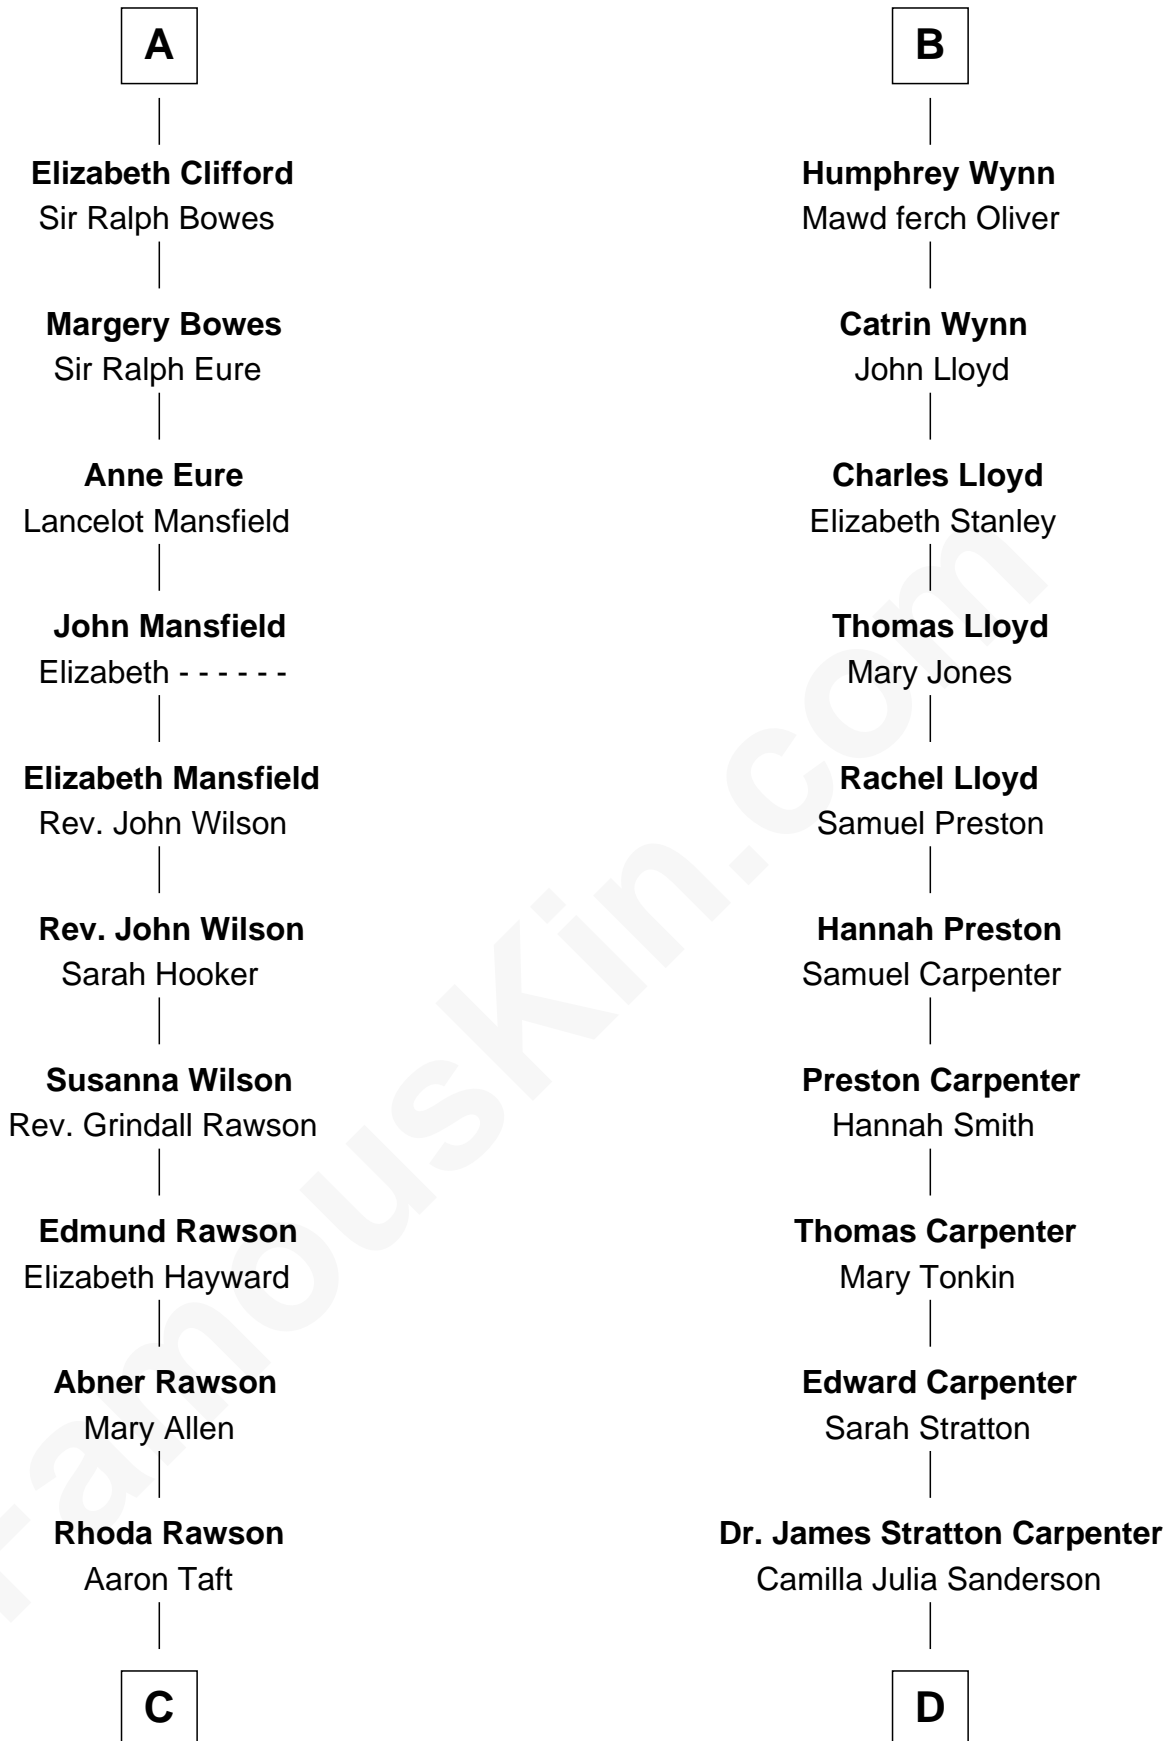 A
Elizabeth Clifford
Sir Ralph Bowes
Margery Bowes
Sir Ralph Eure
Anne Eure
Lancelot Mansfield
John Mansfield
Elizabeth - - - - - -
Elizabeth Mansfield
Rev. John Wilson
Rev. John Wilson
Sarah Hooker
Susanna Wilson
Rev. Grindall Rawson
Edmund Rawson
Elizabeth Hayward
Abner Rawson
Mary Allen
Rhoda Rawson
Aaron Taft
C
B
Humphrey Wynn
Mawd ferch Oliver
Catrin Wynn
John Lloyd
Charles Lloyd
Elizabeth Stanley
Thomas Lloyd
Mary Jones
Rachel Lloyd
Samuel Preston
Hannah Preston
Samuel Carpenter
Preston Carpenter
Hannah Smith
Thomas Carpenter
Mary Tonkin
Edward Carpenter
Sarah Stratton
Dr. James Stratton Carpenter
Camilla Julia Sanderson
D
FamousKin.com